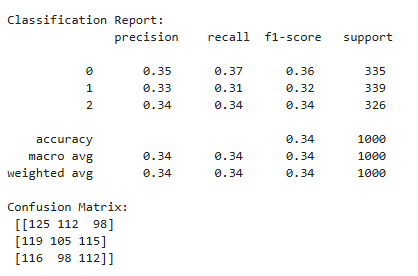 Classification Report:
precision recall f1-score support
0 0.35 0.37 0.36 335
1 0.33 0.31 0.32 339
2 0.34 0.34 0.34 326
accuracy 0.34 1000
macro avg 0.34 0.34 0.34 1000
weighted avg 0.34 0.34 0.34 1000
Confusion Matrix:
[[125 112 98]
[119 105 115]
[116 98 112]]